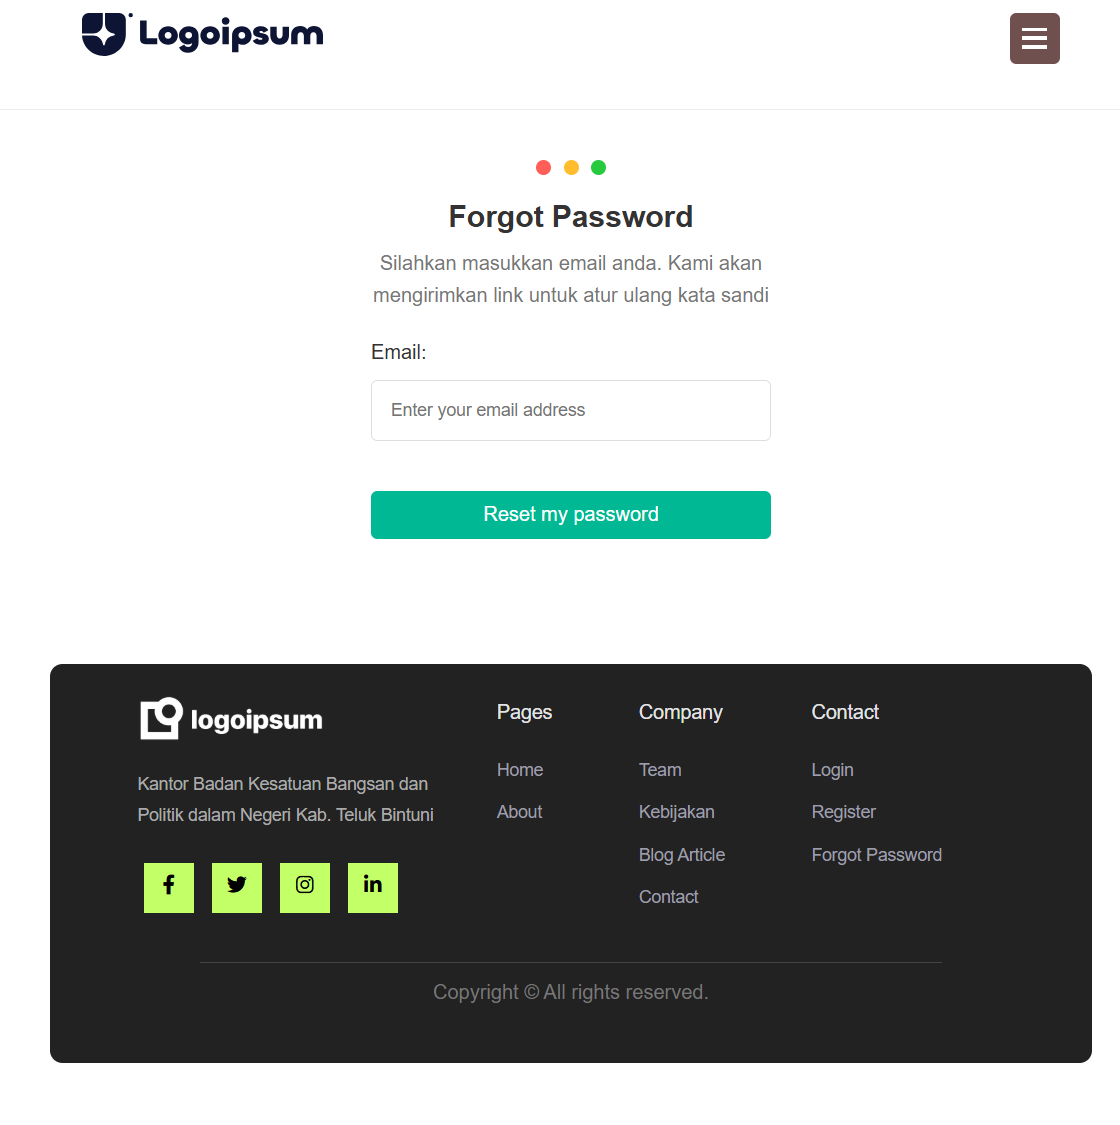 Logoipsum
Forgot Password
Silahkan masukkan email anda. Kami akan
mengirimkan link untuk atur ulang kata sandi
Email:
Enter your email address
Reset my password
logoipsum
Kantor Badan Kesatuan Bangsan dan
Politik dalam Negeri Kab. Teluk Bintuni
Pages
Home
About
Company
Team
Kebijakan
Blog Article
Contact
Contact
Login
Register
Forgot Password
Copyright © All rights reserved.